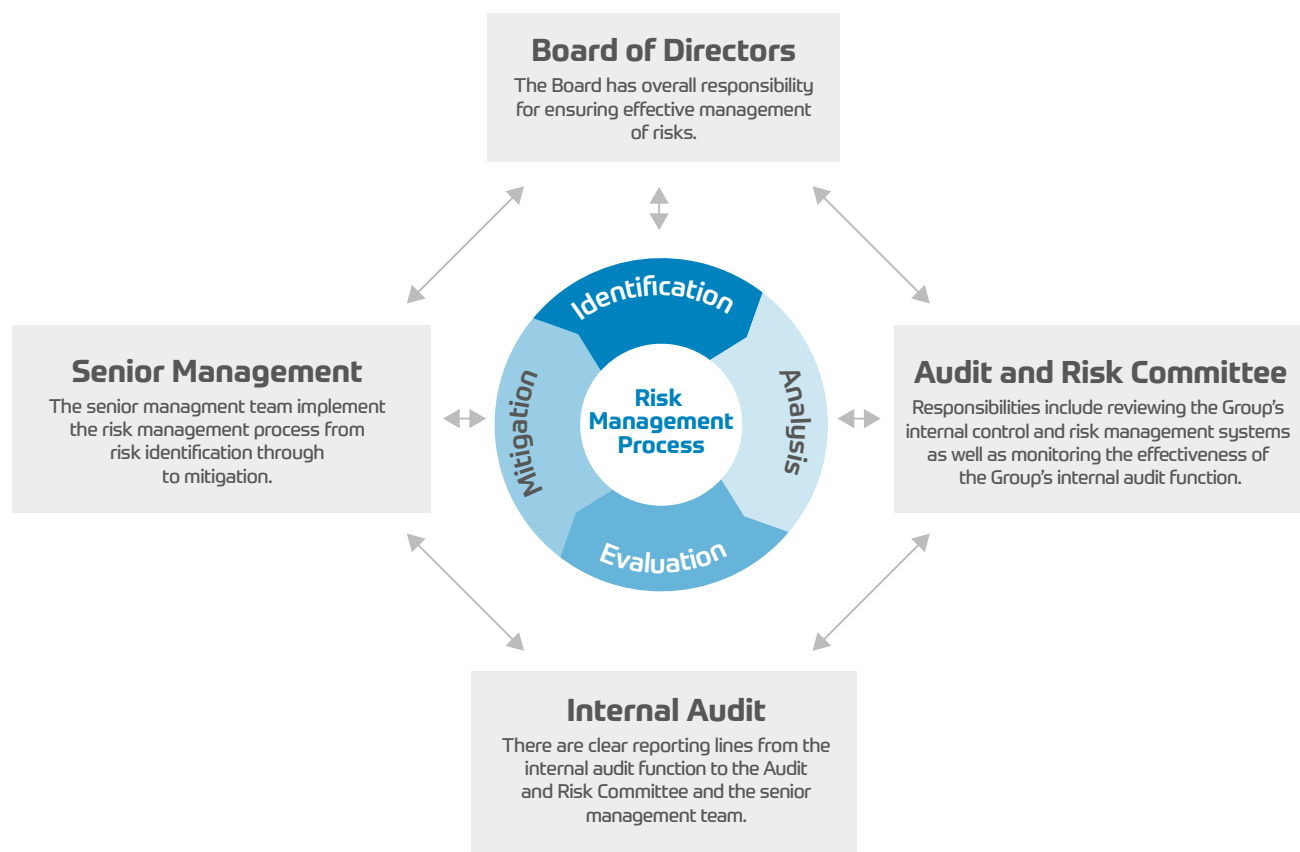 Board of Directors
The Board has overall responsibility
for ensuring effective management
of risks.
Identification
Analysis
Evaluation
Mitigation
Risk
Management
Process
Senior Management
The senior managment team implement
the risk management process from
risk identification through
to mitigation.
Audit and Risk Committee
Responsibilities include reviewing the Group's
internal control and risk management systems
as well as monitoring the effectiveness of
the Group's internal audit function.
Internal Audit
There are clear reporting lines from the
internal audit function to the Audit
and Risk Committee and the senior
management team.